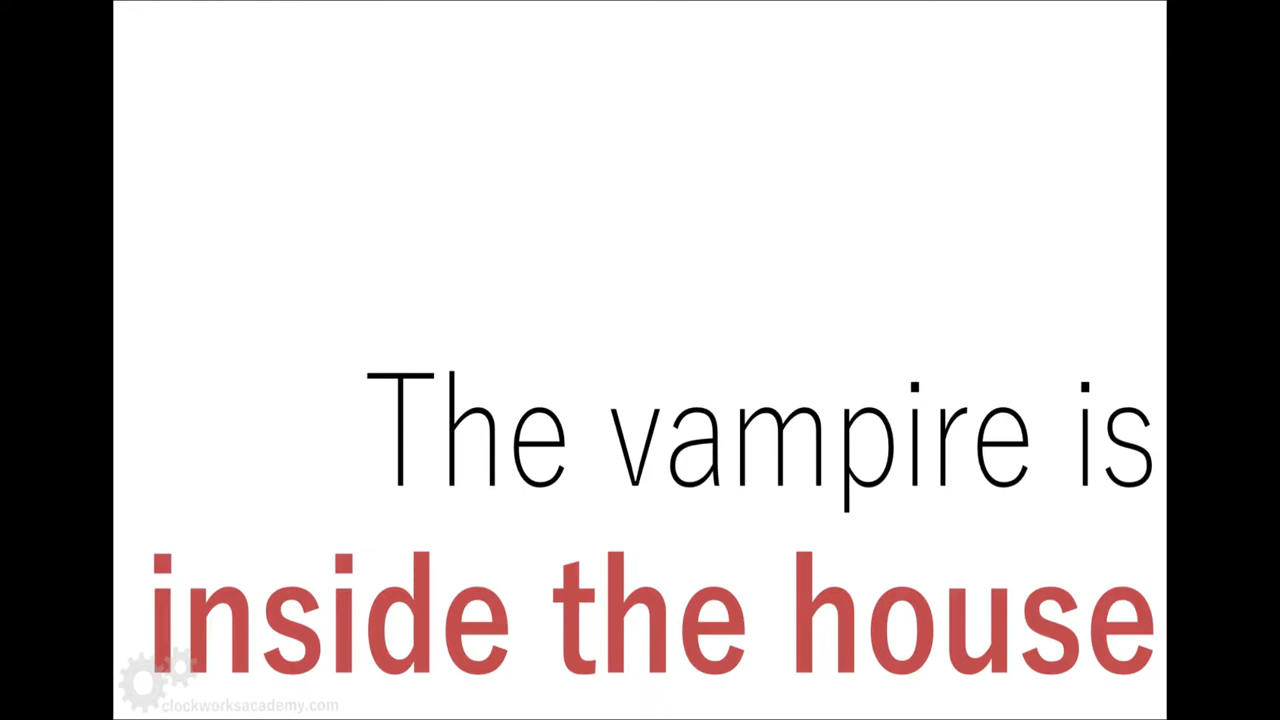 The vampire is
inside the house
clockworksacademy.com